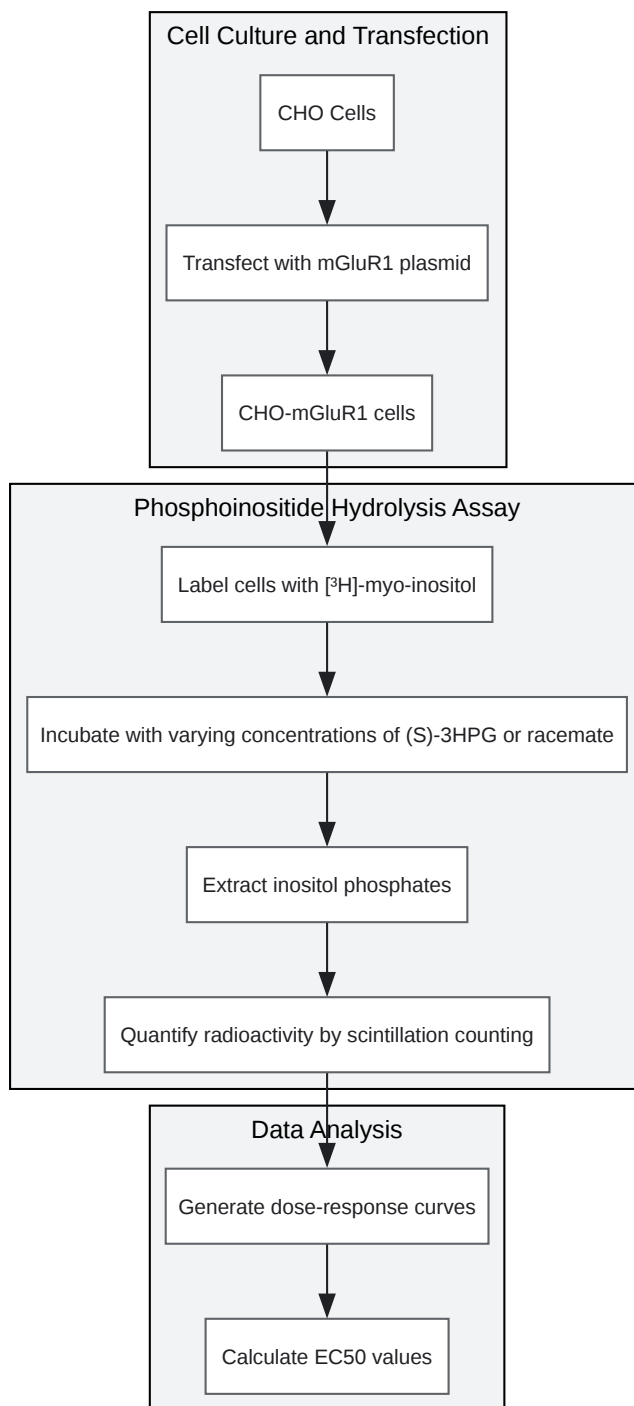 Cell Culture and Transfection
CHO Cells
Transfect with mGluR1 plasmid
CHO-mGluR1 cells
Phosphoinositide Hydrolysis Assay
Label cells with [³H]-myo-inositol
Incubate with varying concentrations of (S)-3HPG or racemate
Extract inositol phosphates
Quantify radioactivity by scintillation counting
Data Analysis
Generate dose-response curves
Calculate EC50 values